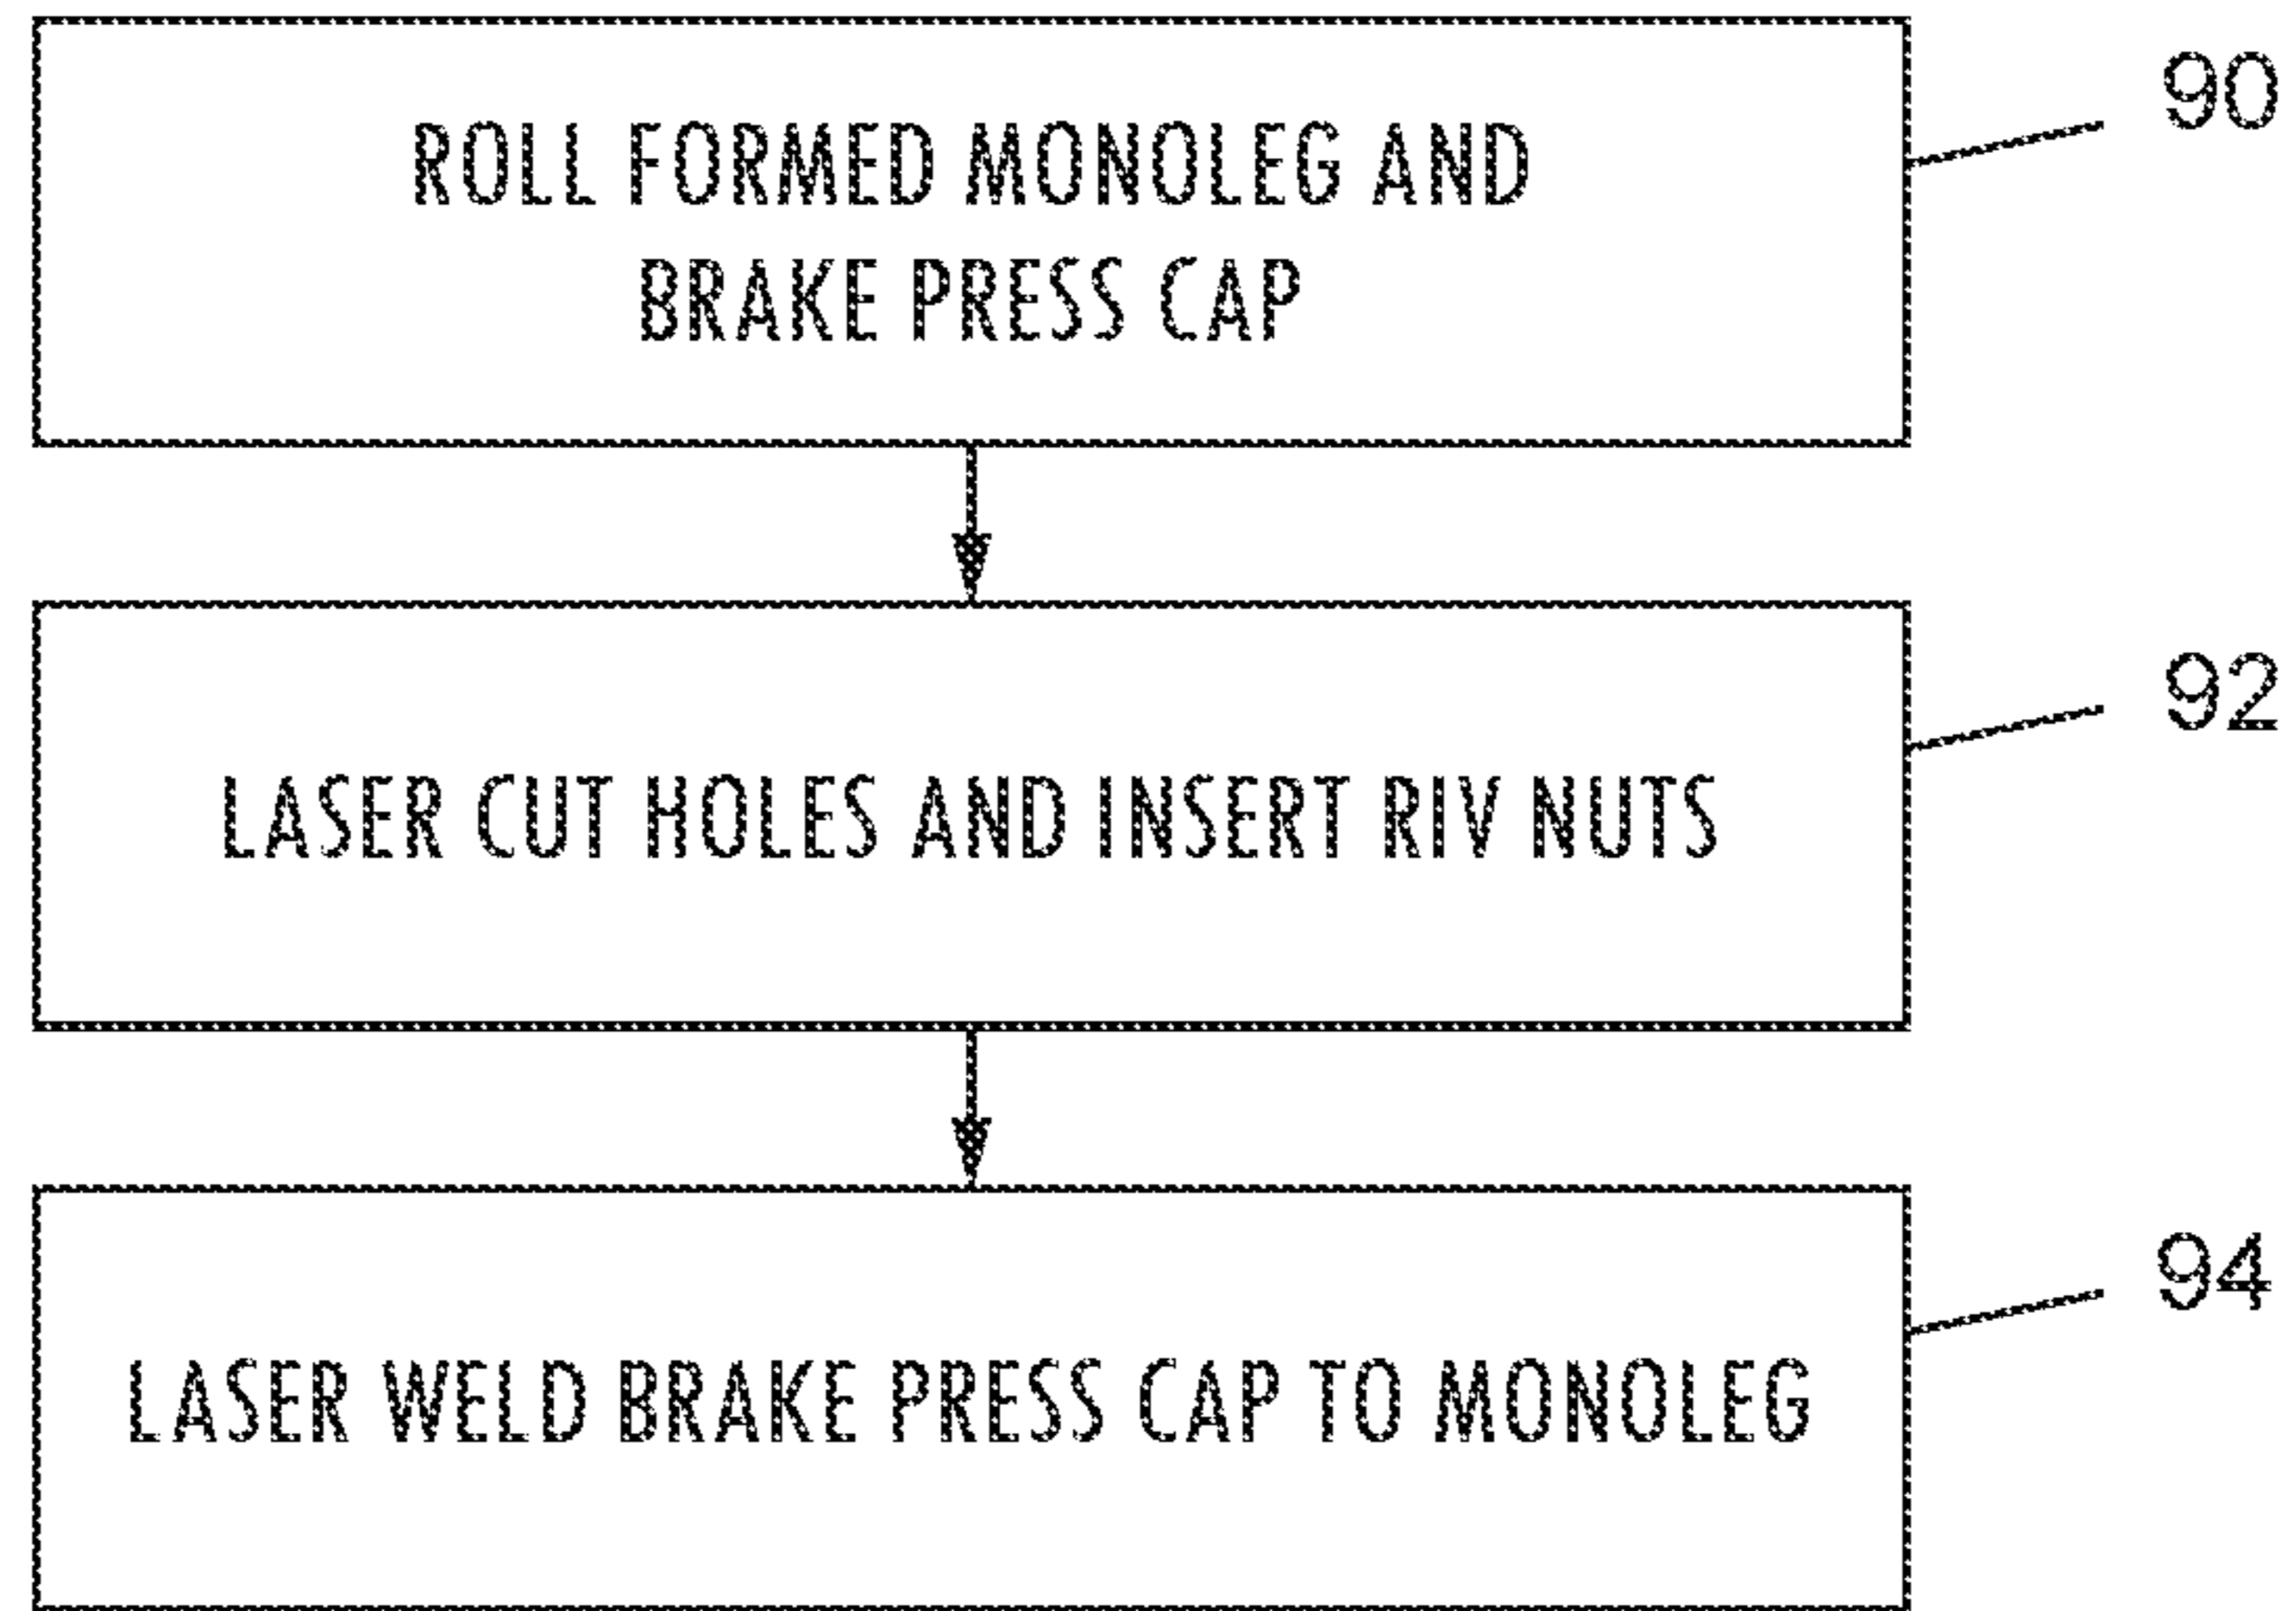 ROLL FORMED MONOLEG AND
BRAKE PRESS CAP
90
LASER CUT HOLES AND INSERT RIV NUTS
92
LASER WELD BRAKE PRESS CAP TO MONOLEG
94